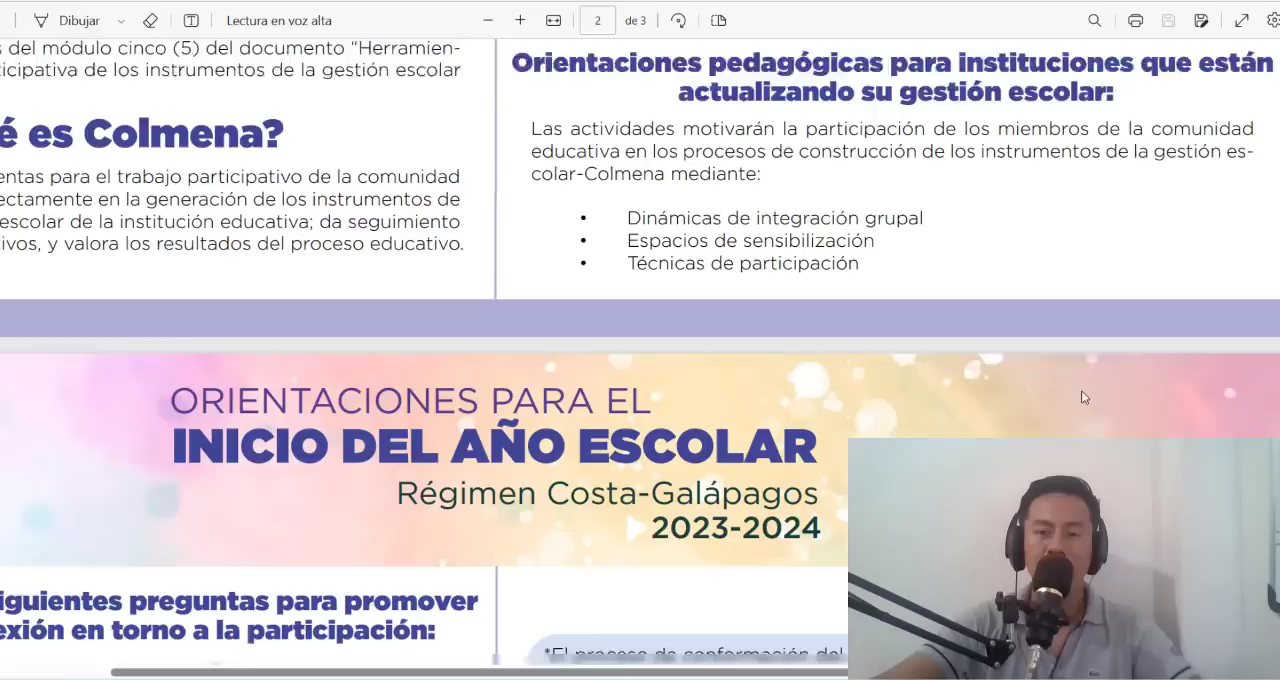 Dibujar
Lectura en voz alta
2
de 3
del módulo cinco (5) del documento “Herramien-
de los instrumentos de la gestión escolar
es Colmena?
para el trabajo participativo de la comunidad
en la generación de los instrumentos de
escolar de la institución educativa; da seguimiento
y valora los resultados del proceso educativo.
Orientaciones pedagógicas para instituciones que están
actualizando su gestión escolar:
Las actividades motivarán la participación de los miembros de la comunidad
educativa en los procesos de construcción de los instrumentos de la gestión es-
colar-Colmena mediante:
• Dinámicas de integración grupal
• Espacios de sensibilización
• Técnicas de participación
ORIENTACIONES PARA EL
INICIO DEL AÑO ESCOLAR
Régimen Costa-Galápagos
2023-2024
preguntas para promover
en torno a la participación:
*El proceso de conformación del